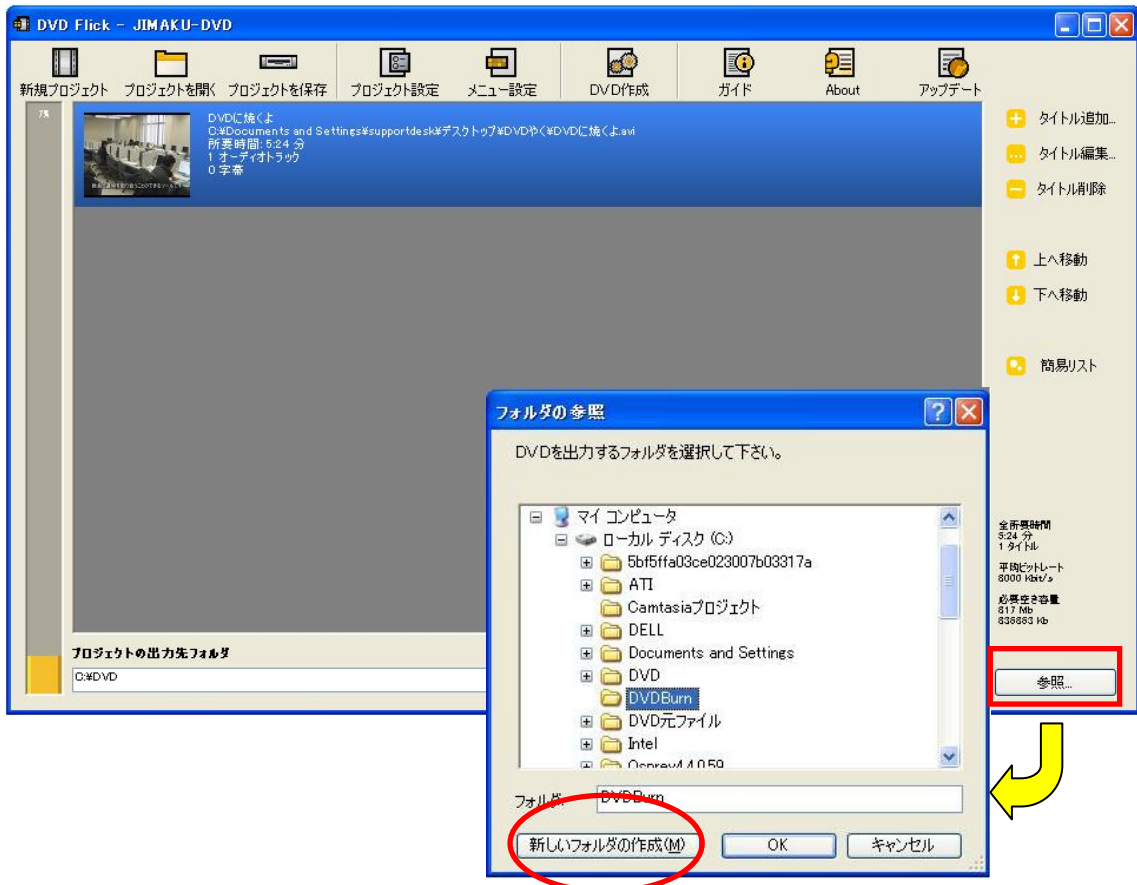 DVD Flick - JIMAKU-DVD
新規プロジェクト プロジェクトを開く プロジェクトを保存 プロジェクト設定 メニュー設定 DVD作成 ガイド About アップデート
7%
DVDに焼くよ
C:¥Documents and Settings¥supportdesk¥デスクトップ¥DVDやく¥DVDに焼くよ.avi
所要時間: 5:24 分
1 オーディオトラック
0 字幕
タイトル追加...
タイトル編集...
タイトル削除
上へ移動
下へ移動
簡易リスト
全所要時間
5:24 分
1 タイトル
平均ビットレート
8000 Kbit/s
必要空き容量
817 Mb
836883 Kb
プロジェクトの出力先フォルダ
C:¥DVD
参照...
フォルダの参照
DVDを出力するフォルダを選択して下さい。
マイ コンピュータ
ローカル ディスク (C:)
5bf5ffa03ce023007b03317a
ATI
Camtasiaプロジェクト
DELL
Documents and Settings
DVD
DVDBurn
DVD元ファイル
Intel
Osprey4.4.0.59
フォルダ: DVDBurn
新しいフォルダの作成(M) OK キャンセル